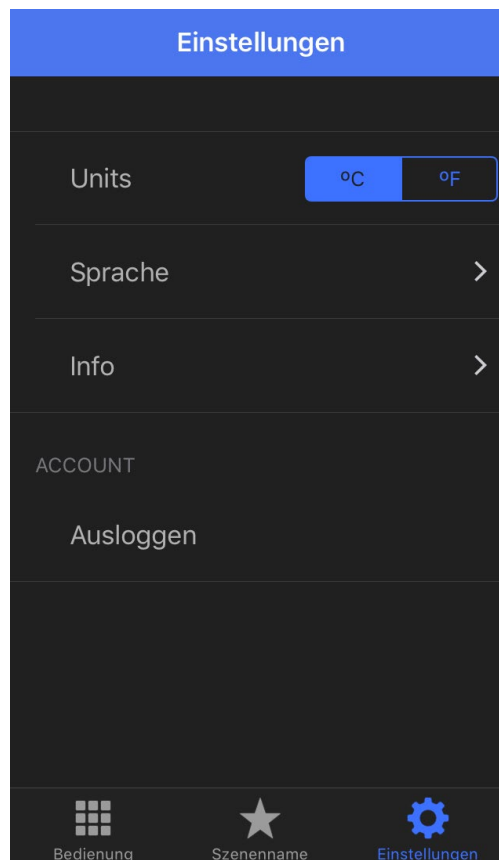 Einstellungen
Units
ºC ºF
Sprache
Info
ACCOUNT
Ausloggen
Bedienung Szenenname Einstellungen